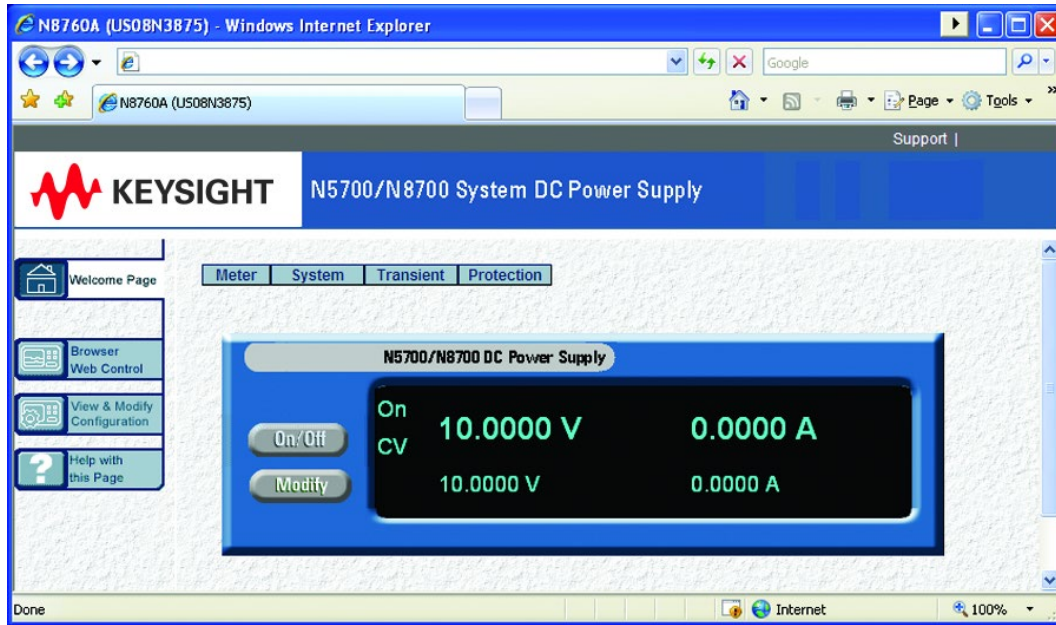 N8760A (US08N3875) - Windows Internet Explorer
Google
N8760A (US08N3875)
Page
Tools
»
Support |
KEYSIGHT
N5700/N8700 System DC Power Supply
Welcome Page
Meter System Transient Protection
Browser
Web Control
View & Modify
Configuration
Help with
this Page
N5700/N8700 DC Power Supply
On/Off
Modify
On
CV
10.0000 V 0.0000 A
10.0000 V 0.0000 A
Done
Internet
100%